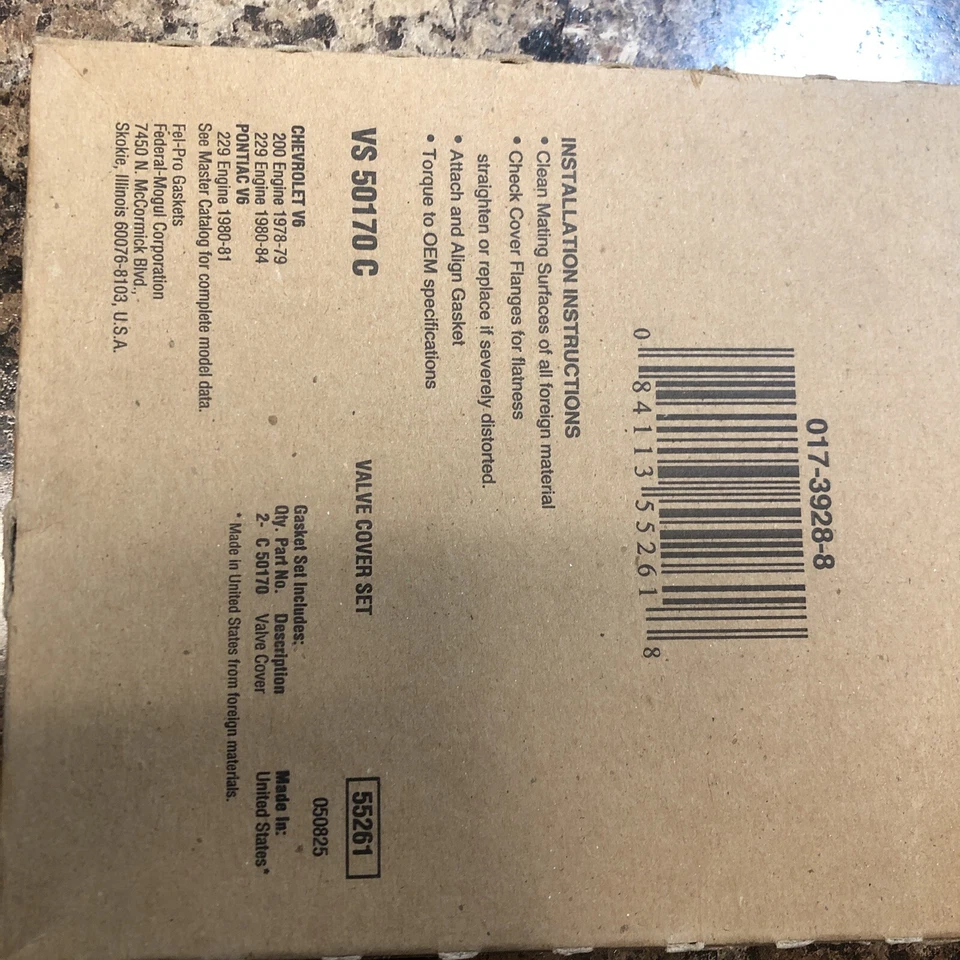 017-3928-8
0 84113 55261 8
INSTALLATION INSTRUCTIONS
• Clean Mating Surfaces of all foreign material
• Check Cover Flanges for flatness
straighten or replace if severely distorted.
• Attach and Align Gasket
• Torque to OEM specifications
VS 50170 C
VALVE COVER SET
55261
050825
CHEVROLET V6
200 Engine 1978-79
229 Engine 1980-84
PONTIAC V6
229 Engine 1980-81
See Master Catalog for complete model data.
Fel-Pro Gaskets
Federal-Mogul Corporation
7450 N. McCormick Blvd.,
Skokie, Illinois 60076-8103, U.S.A.
Gasket Set Includes:
Qty. Part No. Description
2- C 50170 Valve Cover
Made In:
United States*
* Made in United States from foreign materials.